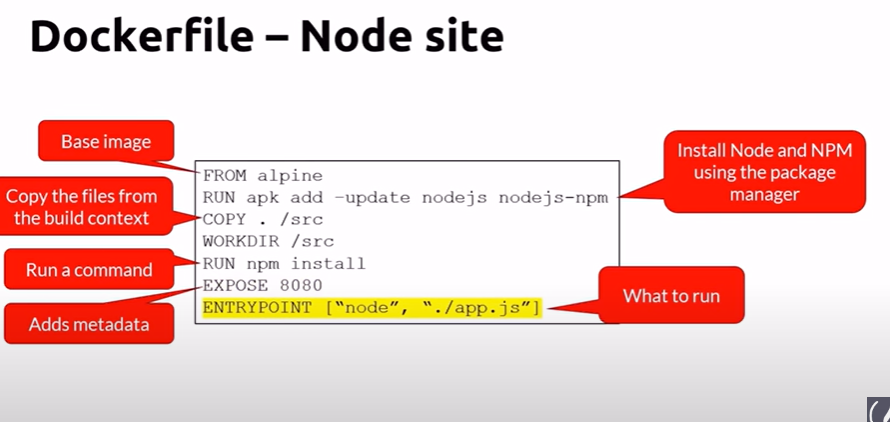 Dockerfile – Node site
Base image
Copy the files from
the build context
Run a command
Adds metadata
FROM alpine
RUN apk add –update nodejs nodejs-npm
COPY . /src
WORKDIR /src
RUN npm install
EXPOSE 8080
ENTRYPOINT [“node”, “./app.js”]
Install Node and NPM
using the package
manager
What to run